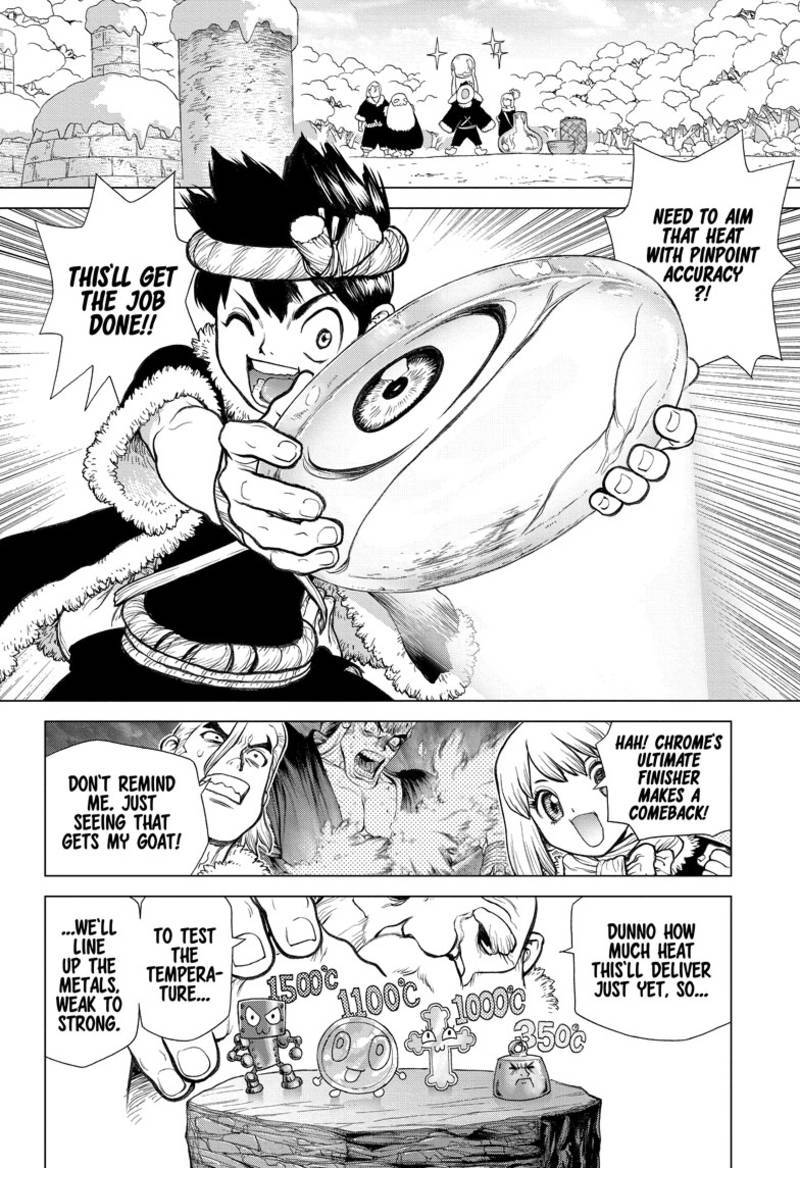 NEED TO AIM
THAT HEAT
WITH PINPOINT
ACCURACY
?!
THIS'LL GET
THE JOB
DONE!!
HAH! CHROME'S
ULTIMATE
FINISHER
MAKES A
COMEBACK!
DON'T REMIND
ME. JUST
SEEING THAT
GETS MY GOAT!
DUNNO HOW
MUCH HEAT
THIS'LL DELIVER
JUST YET, SO...
TO TEST
THE
TEMPERA-
TURE...
...WE'LL
LINE
UP THE
METALS,
WEAK TO
STRONG.
1500°C
1100°C
1000°C
350°C